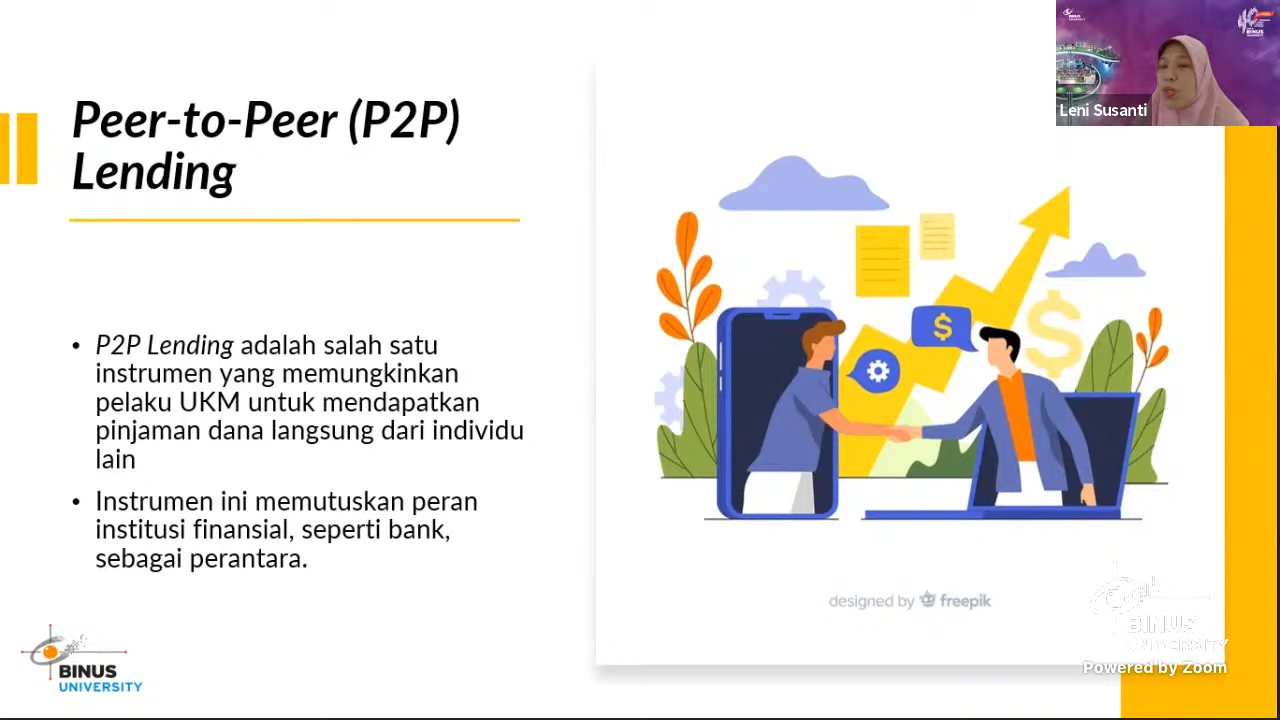 Peer-to-Peer (P2P)
Lending
• P2P Lending adalah salah satu
instrumen yang memungkinkan
pelaku UKM untuk mendapatkan
pinjaman dana langsung dari individu
lain
• Instrumen ini memutuskan peran
institusi finansial, seperti bank,
sebagai perantara.
BINUS
UNIVERSITY
$
$
designed by freepik
Leni Susanti
BINUS
UNIVERSITY
Powered by Zoom